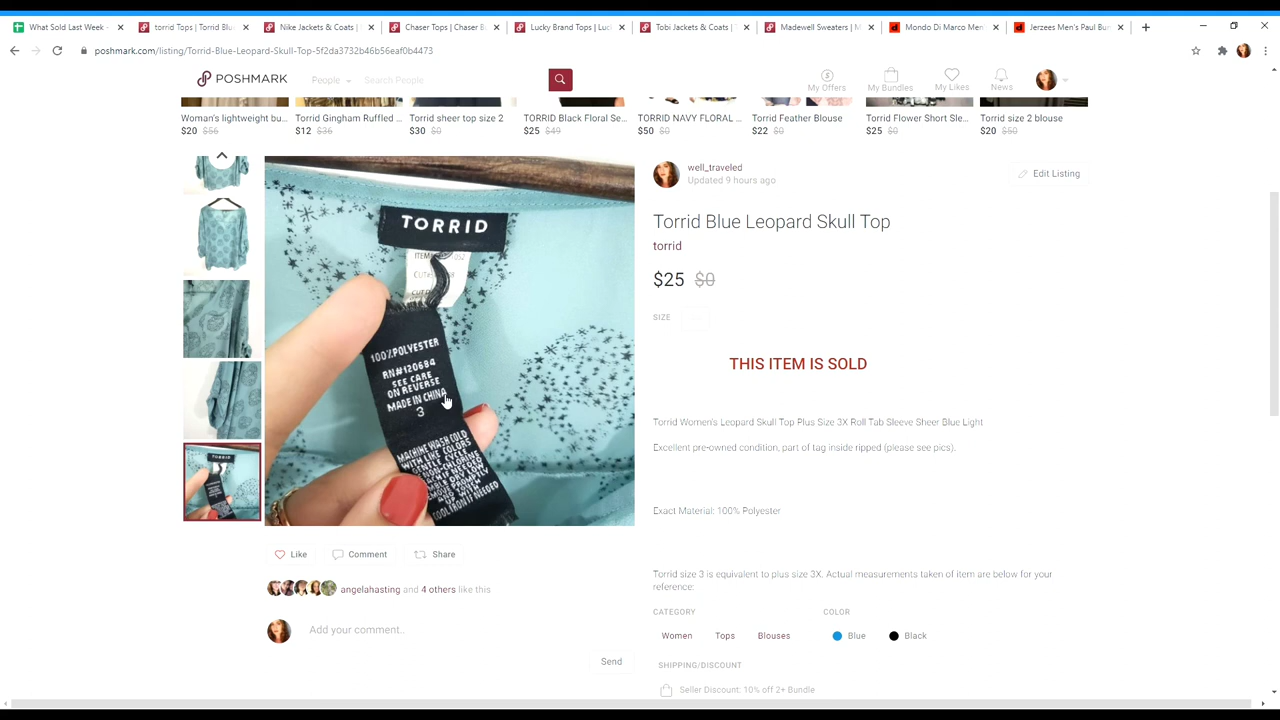 What Sold Last Week
torrid Tops | Torrid Blu
Nike Jackets & Coats |
Chaser Tops | Chaser B
Lucky Brand Tops | Luc
Tobi Jackets & Coats |
Madewell Sweaters | M
Mondo Di Marco Men'
Jerzees Men's Paul Bu
poshmark.com/listing/Torrid-Blue-Leopard-Skull-Top-5f2da3732b46b56eaf0b4473
POSHMARK
People
Search People
My Offers
My Bundles
My Likes
News
Woman's lightweight bu...
Torrid Gingham Ruffled ...
Torrid sheer top size 2
TORRID Black Floral Se...
TORRID NAVY FLORAL ...
Torrid Feather Blouse
Torrid Flower Short Sle...
Torrid size 2 blouse
$20 $56
$12 $36
$30 $0
$25 $49
$50 $0
$22 $0
$25 $0
$20 $50
well_traveled
Updated 9 hours ago
Edit Listing
Torrid Blue Leopard Skull Top
torrid
$25 $0
SIZE
THIS ITEM IS SOLD
Torrid Women's Leopard Skull Top Plus Size 3X Roll Tab Sleeve Sheer Blue Light
Excellent pre-owned condition, part of tag inside ripped (please see pics).
Exact Material: 100% Polyester
Torrid size 3 is equivalent to plus size 3X. Actual measurements taken of item are below for your
reference:
CATEGORY
COLOR
Women
Tops
Blouses
Blue
Black
SHIPPING/DISCOUNT
Seller Discount: 10% off 2+ Bundle
TORRID
100% POLYESTER
RN#120684
SEE CARE
ON REVERSE
MADE IN CHINA
3
MACHINE WASH COLD
COOL IRON IF NEEDED
TORRID
Like
Comment
Share
angelahasting and 4 others like this
Add your comment..
Send